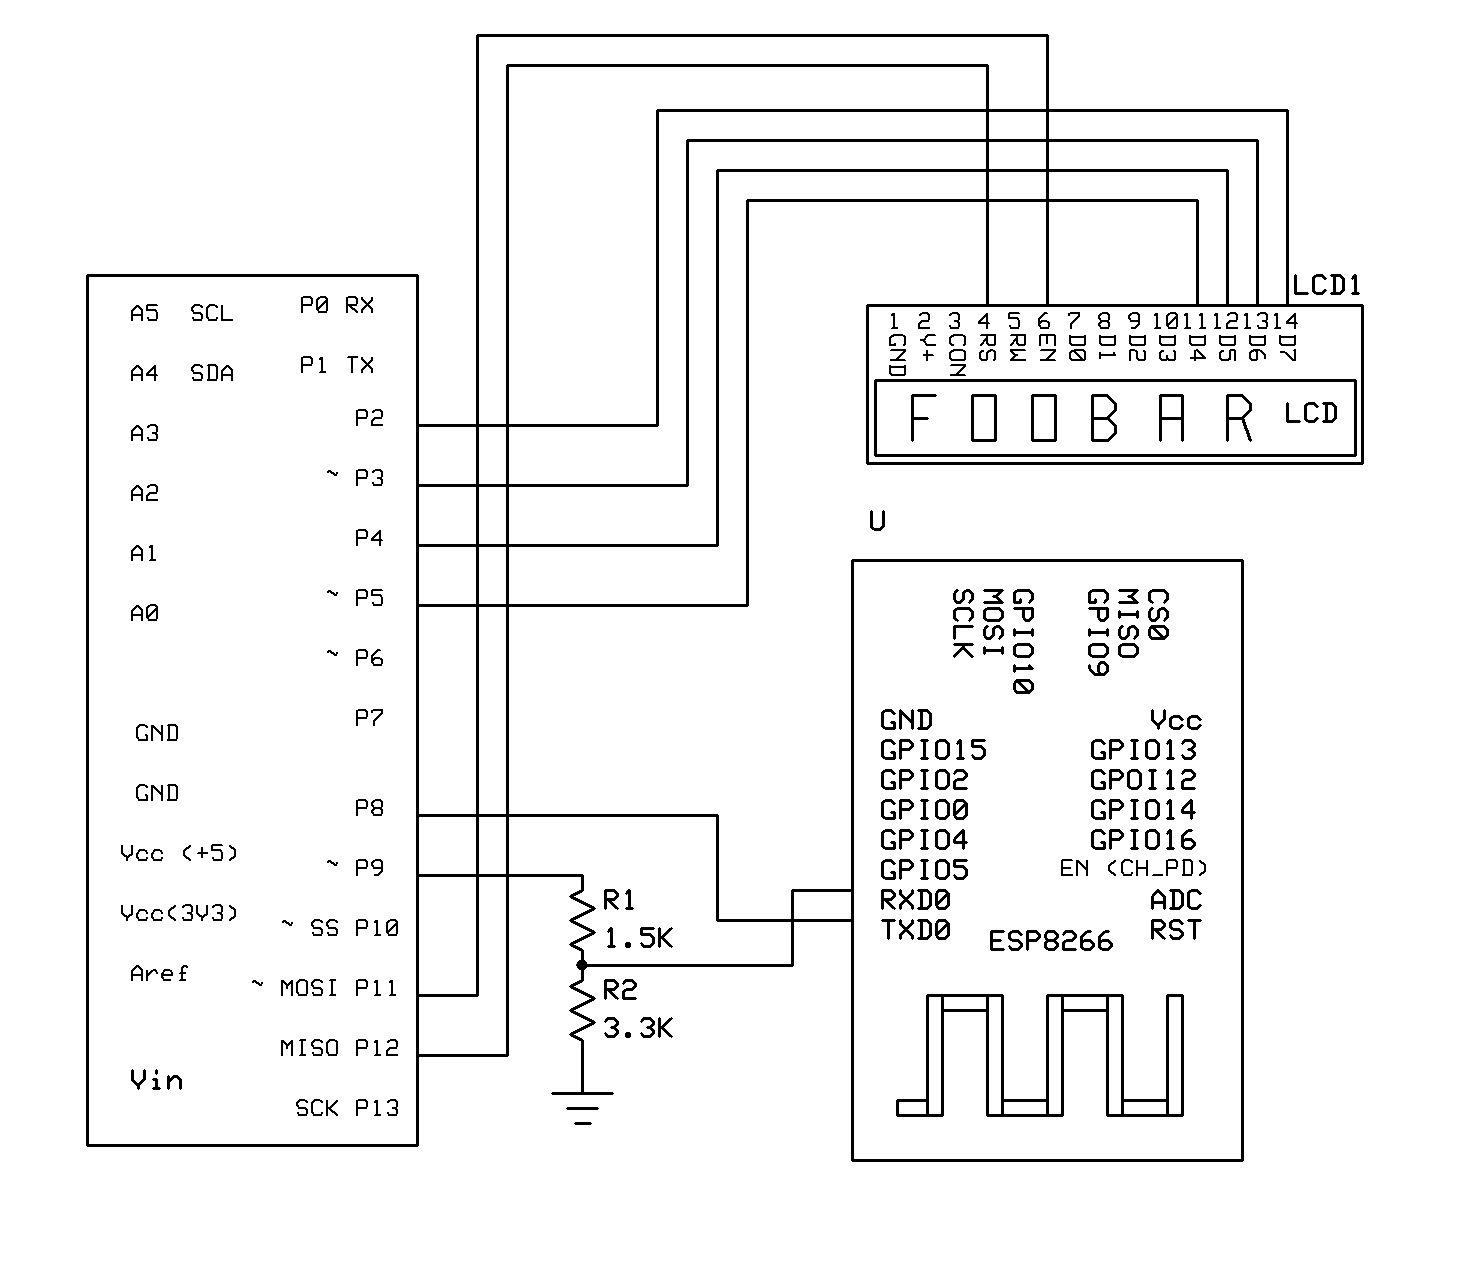 A5 SCL
A4 SDA
A3
A2
A1
A0
GND
GND
Vcc (+5)
Vcc(3V3)
Aref
Vin
P0 RX
P1 TX
P2
~ P3
P4
~ P5
~ P6
P7
P8
~ P9
~ SS P10
~ MOSI P11
MISO P12
SCK P13
R1
1.5K
R2
3.3K
LCD1
1 2 3 4 5 6 7 8 9 10 11 12 13 14
GND V+ CON RS RW EN D0 D1 D2 D3 D4 D5 D6 D7
FOOBAR LCD
U
SCLK MOSI GPIO10 GPIO9 MISO CS0
GND Vcc
GPIO15 GPIO13
GPIO2 GPOI12
GPIO0 GPIO14
GPIO4 GPIO16
GPIO5 EN (CH_PD)
RXD0 ADC
TXD0 RST
ESP8266